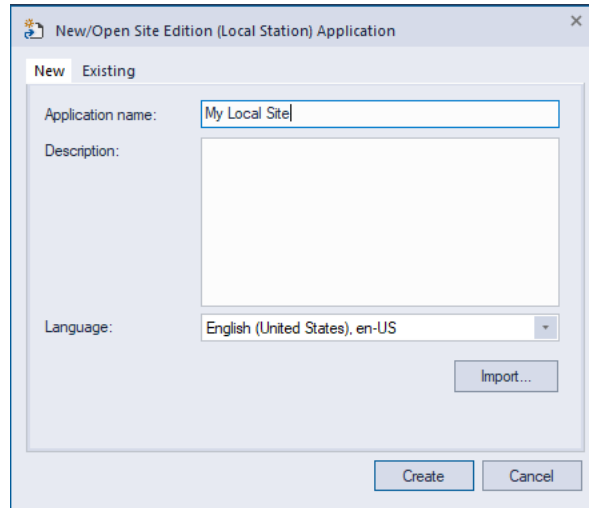 New/Open Site Edition (Local Station) Application
New Existing
Application name: My Local Site
Description:
Language: English (United States), en-US
Import...
Create Cancel